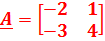 A = [-2 1
-3 4]